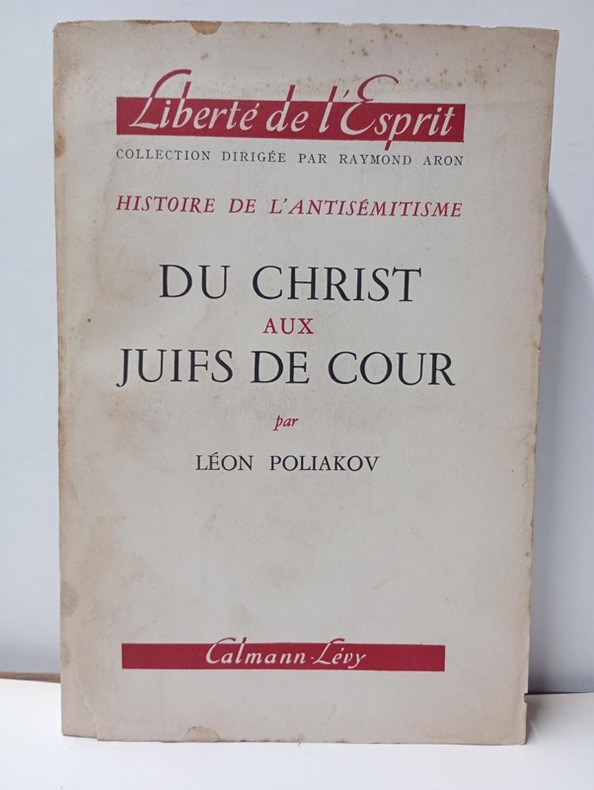 Liberté de l'Esprit
COLLECTION DIRIGÉE PAR RAYMOND ARON
HISTOIRE DE L'ANTISÉMITISME
DU CHRIST
AUX
JUIFS DE COUR
par
LÉON POLIAKOV
Calmann-Lévy